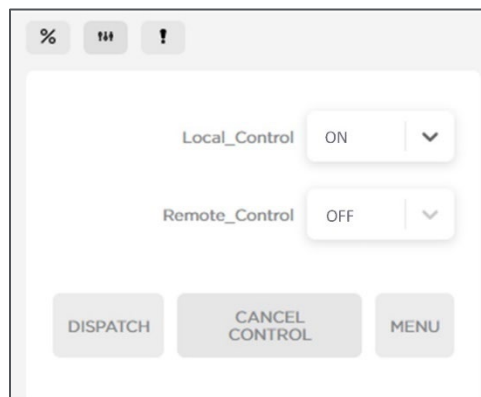 %
!
Local_Control ON
Remote_Control OFF
DISPATCH CANCEL CONTROL MENU